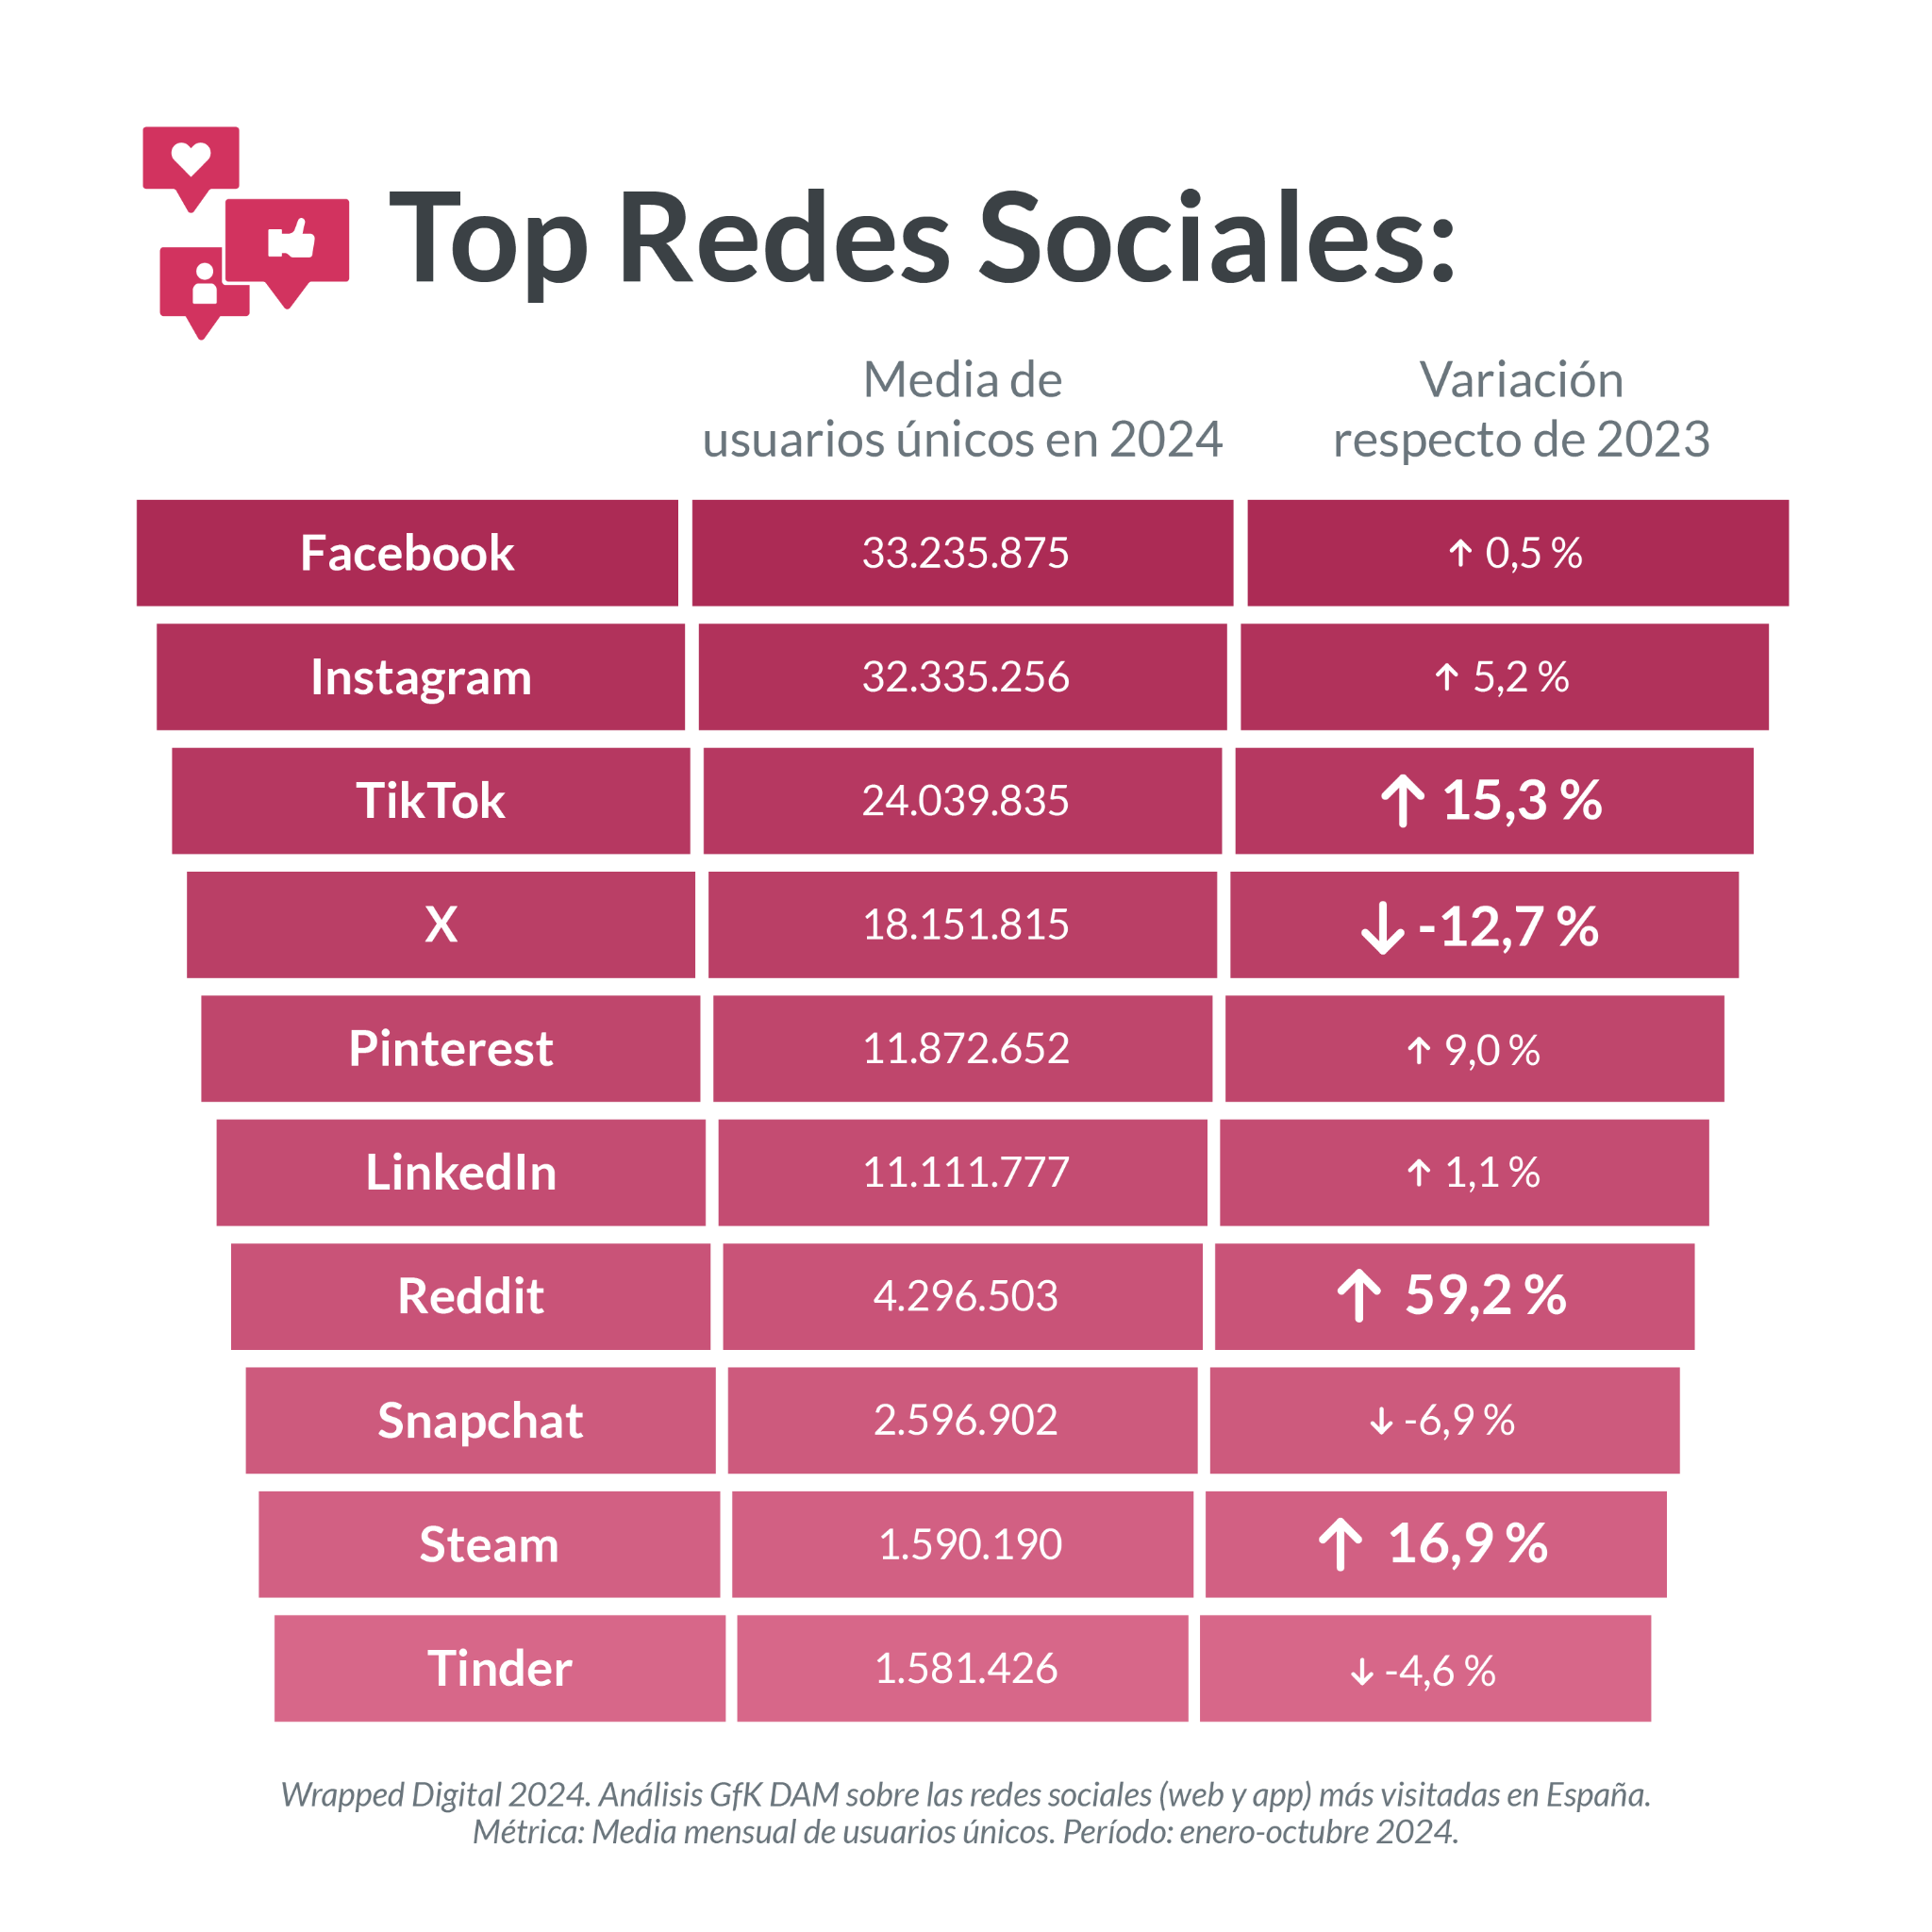 Top Redes Sociales:
Media de
usuarios únicos en 2024
Variación
respecto de 2023
Facebook 33.235.875 ↑ 0,5 %
Instagram 32.335.256 ↑ 5,2 %
TikTok 24.039.835 ↑ 15,3 %
X 18.151.815 ↓ -12,7 %
Pinterest 11.872.652 ↑ 9,0 %
LinkedIn 11.111.777 ↑ 1,1 %
Reddit 4.296.503 ↑ 59,2 %
Snapchat 2.596.902 ↓ -6,9 %
Steam 1.590.190 ↑ 16,9 %
Tinder 1.581.426 ↓ -4,6 %
Wrapped Digital 2024. Análisis GfK DAM sobre las redes sociales (web y app) más visitadas en España.
Métrica: Media mensual de usuarios únicos. Período: enero-octubre 2024.